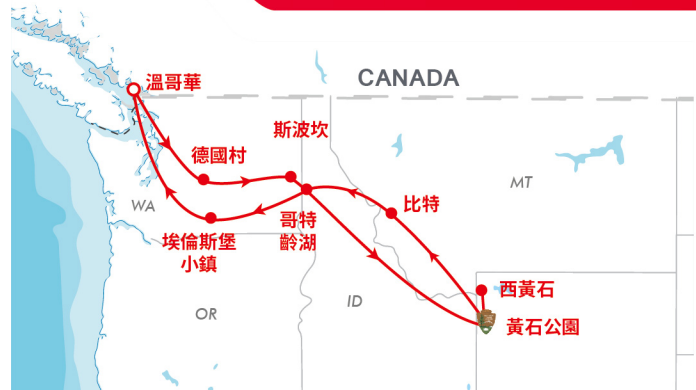 溫哥華
CANADA
斯波坎
德國村
MT
WA
比特
埃倫斯堡
小鎮
哥特
齡湖
西黃石
ID
OR
黃石公園